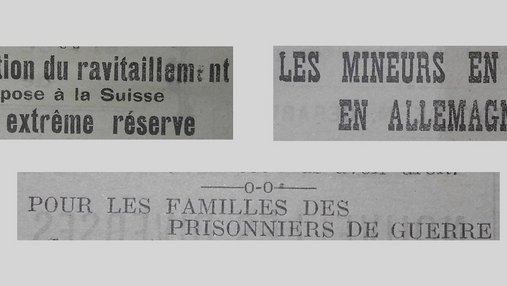 tion du ravitaillement
pose à la Suisse
extrême réserve
LES MINEURS EN
EN ALLEMAGN
-o-o-
POUR LES FAMILLES DES
PRISONNIERS DE GUERRE